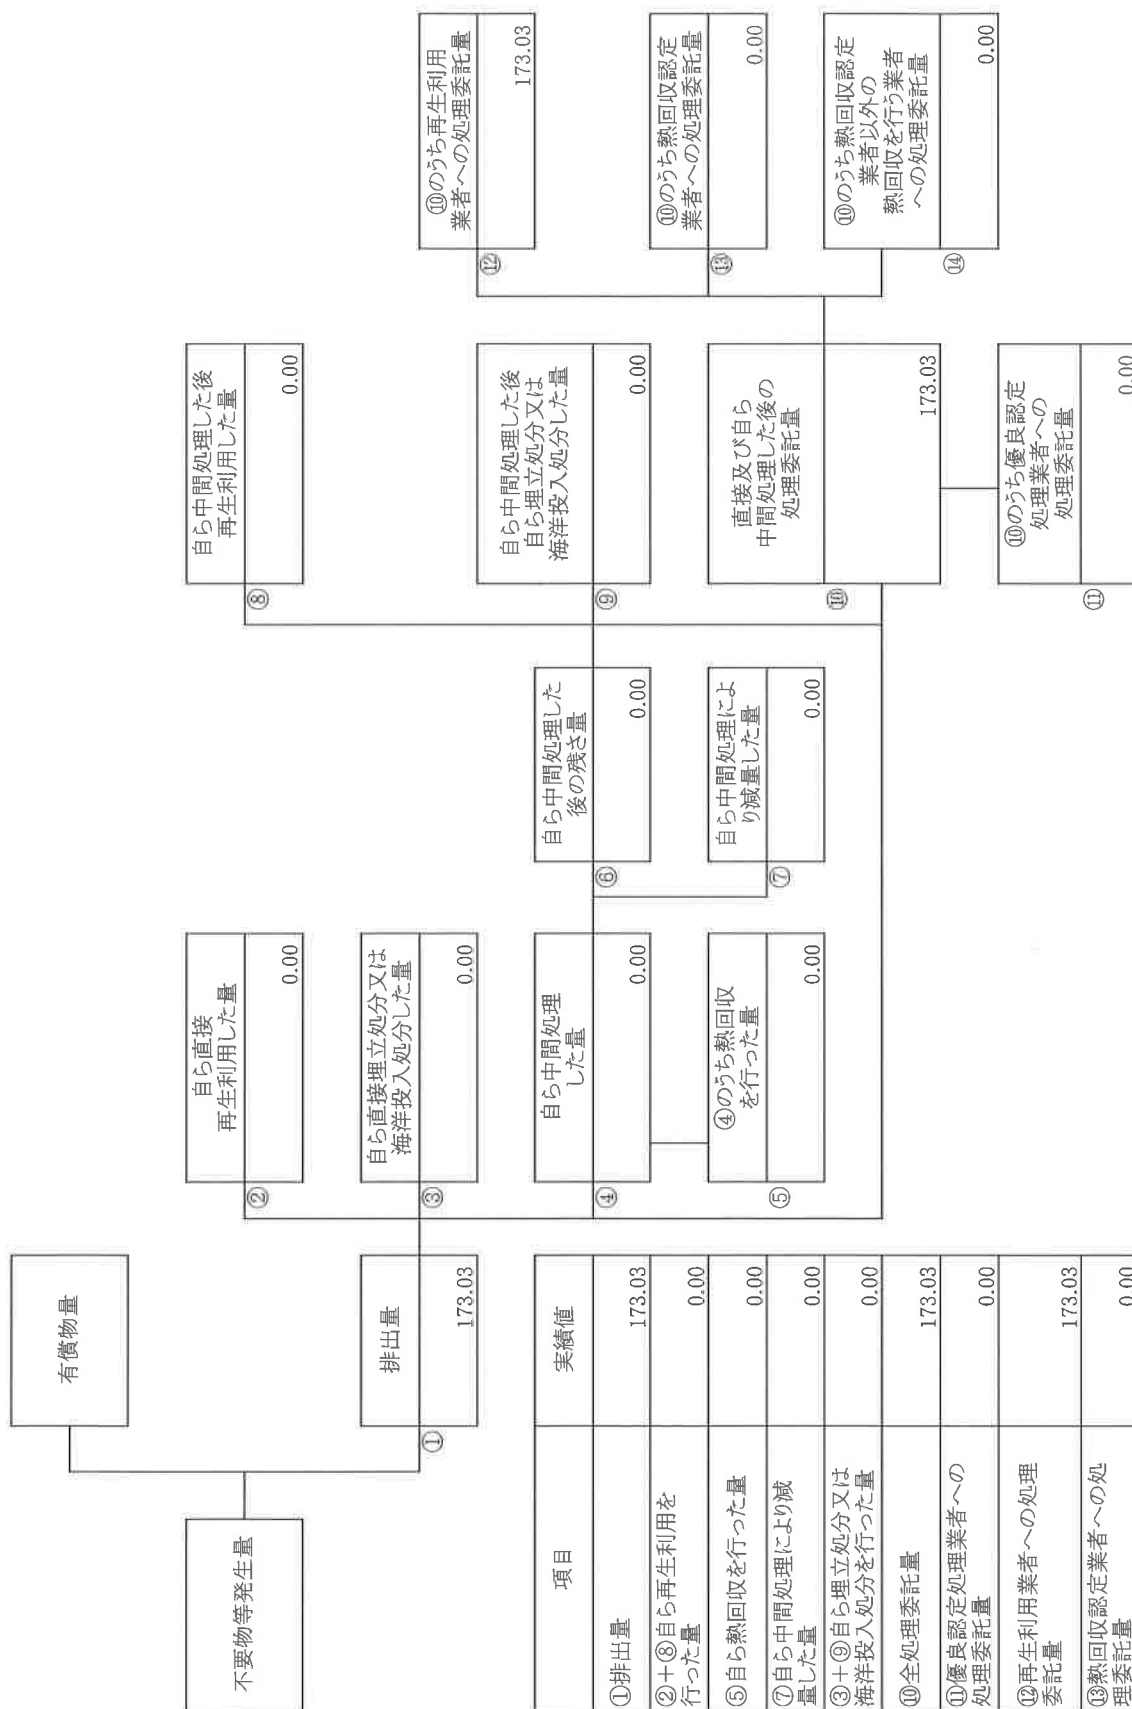 不要物等発生量
有償物量
排出量
①
173.03
自ら直接
再生利用した量
②
0.00
自ら直接埋立処分又は
海洋投入処分した量
③
0.00
自ら中間処理
した量
④
0.00
④のうち熱回収
を行った量
⑤
0.00
自ら中間処理した
後の残さ量
⑥
0.00
自ら中間処理によ
り減量した量
⑦
0.00
自ら中間処理した後
再生利用した量
⑧
0.00
自ら中間処理した後
自ら埋立処分又は
海洋投入処分した量
⑨
0.00
直接及び自ら
中間処理した後の
処理委託量
⑩
173.03
⑩のうち優良認定
処理業者への
処理委託量
⑪
0.00
⑩のうち再生利用
業者への処理委託量
⑫
173.03
⑩のうち熱回収認定
業者への処理委託量
⑬
0.00
⑩のうち熱回収認定
業者以外の
熱回収を行う業者
への処理委託量
⑭
0.00
項目
実績値
①排出量
173.03
②+⑧自ら再生利用を
行った量
0.00
⑤自ら熱回収を行った量
0.00
⑦自ら中間処理により減
量した量
0.00
③+⑨自ら埋立処分又は
海洋投入処分を行った量
0.00
⑩全処理委託量
173.03
⑪優良認定処理業者への
処理委託量
0.00
⑫再生利用業者への処理
委託量
173.03
⑬熱回収認定業者への処
理委託量
0.00